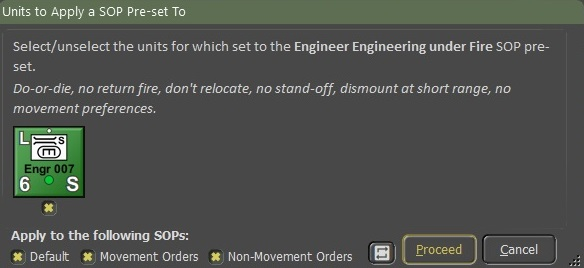 Units to Apply a SOP Pre-set To
Select/unselect the units for which set to the Engineer Engineering under Fire SOP pre-
set.
Do-or-die, no return fire, don't relocate, no stand-off, dismount at short range, no
movement preferences.
L S
Engr 007
6 S
Apply to the following SOPs:
Default Movement Orders Non-Movement Orders Proceed Cancel